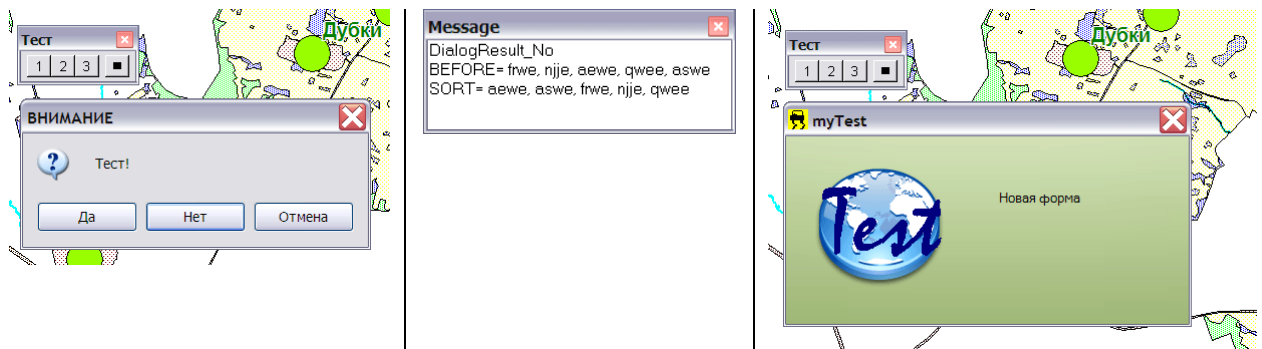 Дубки
Тест
1 2 3
ВНИМАНИЕ
Тест!
Да Нет Отмена
Message
DialogResult_No
BEFORE= frwe, njje, aewe, qwee, aswe
SORT= aewe, aswe, frwe, njje, qwee
Дубки
Тест
1 2 3
myTest
Test
Новая форма